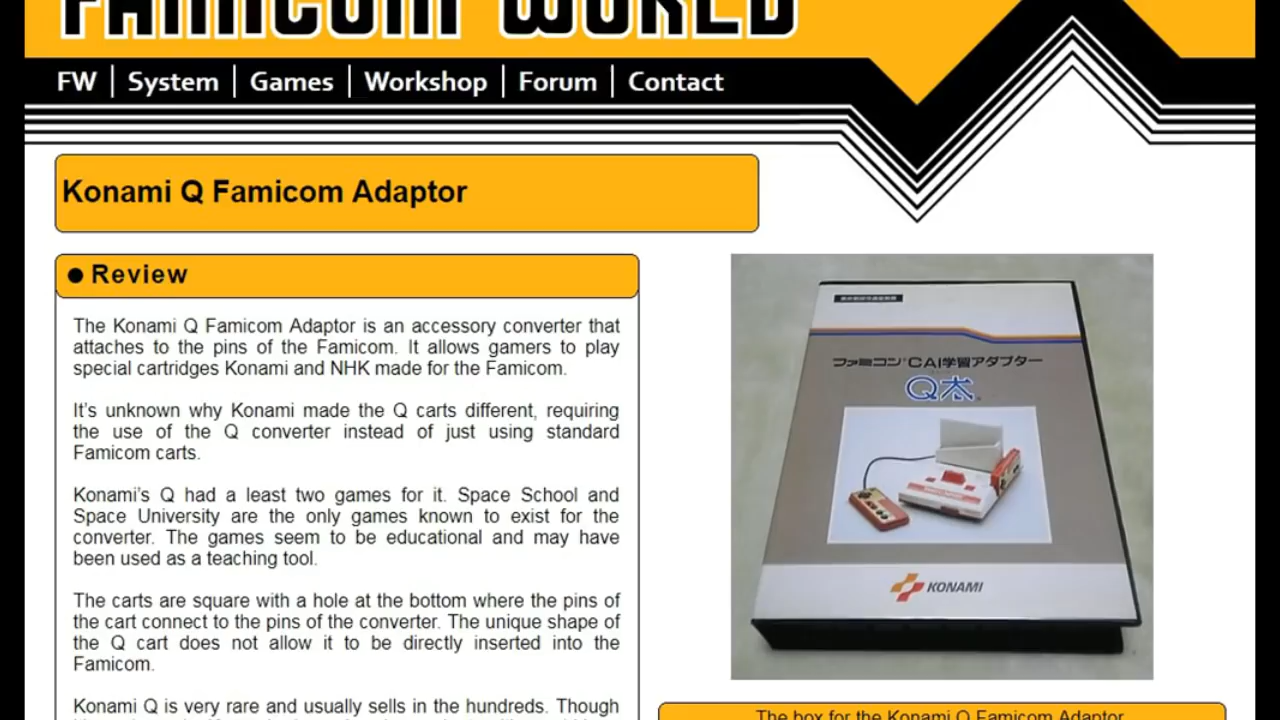 FAMICOM WORLD
FW System Games Workshop Forum Contact
Konami Q Famicom Adaptor
● Review
The Konami Q Famicom Adaptor is an accessory converter that
attaches to the pins of the Famicom. It allows gamers to play
special cartridges Konami and NHK made for the Famicom.
It's unknown why Konami made the Q carts different, requiring
the use of the Q converter instead of just using standard
Famicom carts.
Konami's Q had a least two games for it. Space School and
Space University are the only games known to exist for the
converter. The games seem to be educational and may have
been used as a teaching tool.
The carts are square with a hole at the bottom where the pins of
the cart connect to the pins of the converter. The unique shape of
the Q cart does not allow it to be directly inserted into the
Famicom.
Konami Q is very rare and usually sells in the hundreds. Though
ファミコン®CAI学習アダプター
Q太
KONAMI
The box for the Konami Q Famicom Adaptor